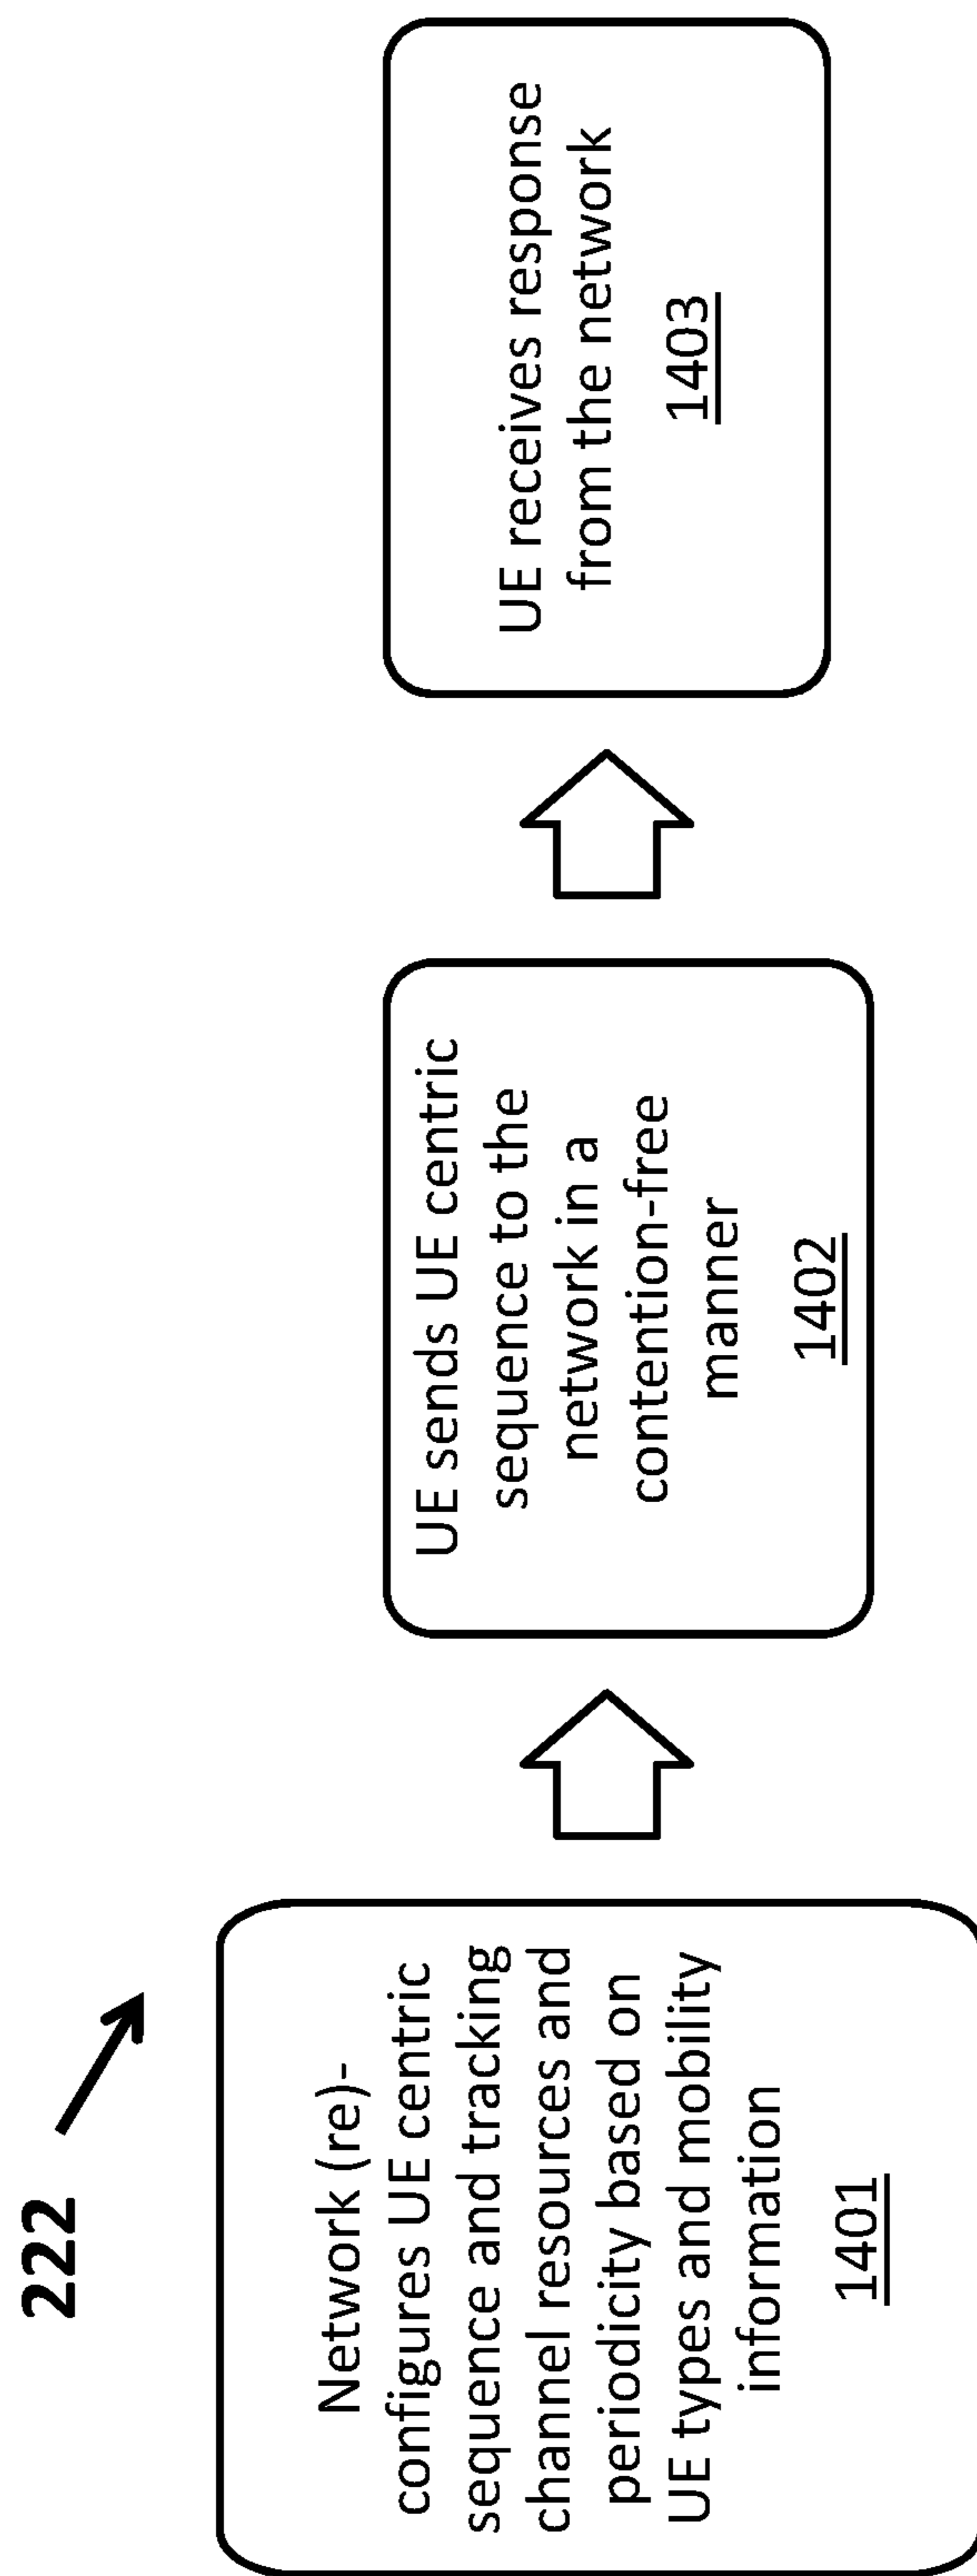 222
Network (re)-
configures UE centric
sequence and tracking
channel resources and
periodicity based on
UE types and mobility
information
1401
UE sends UE centric
sequence to the
network in a
contention-free
manner
1402
UE receives response
from the network
1403